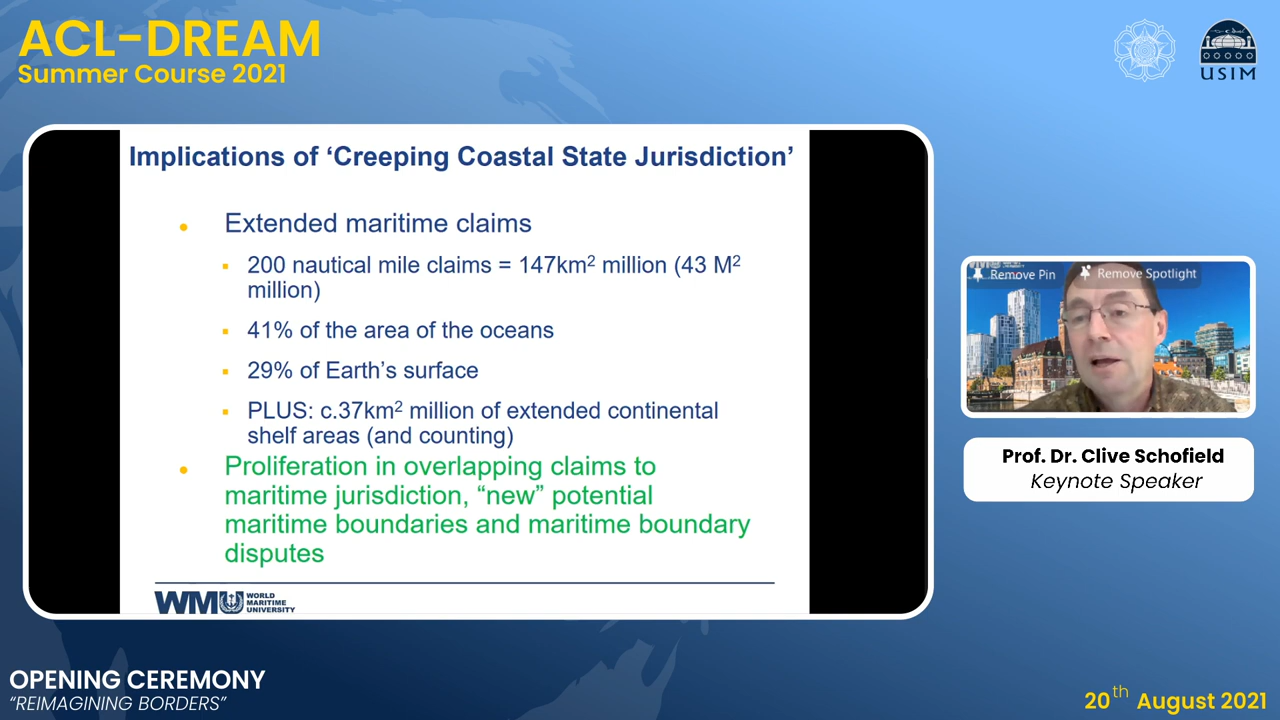 ACL-DREAM
Summer Course 2021
USIM
Implications of ‘Creeping Coastal State Jurisdiction’
• Extended maritime claims
▪ 200 nautical mile claims = 147km² million (43 M²
million)
▪ 41% of the area of the oceans
▪ 29% of Earth’s surface
▪ PLUS: c.37km² million of extended continental
shelf areas (and counting)
• Proliferation in overlapping claims to
maritime jurisdiction, “new” potential
maritime boundaries and maritime boundary
disputes
WMU WORLD
MARITIME
UNIVERSITY
Remove Pin Remove Spotlight
Prof. Dr. Clive Schofield
Keynote Speaker
OPENING CEREMONY
“REIMAGINING BORDERS”
20th August 2021